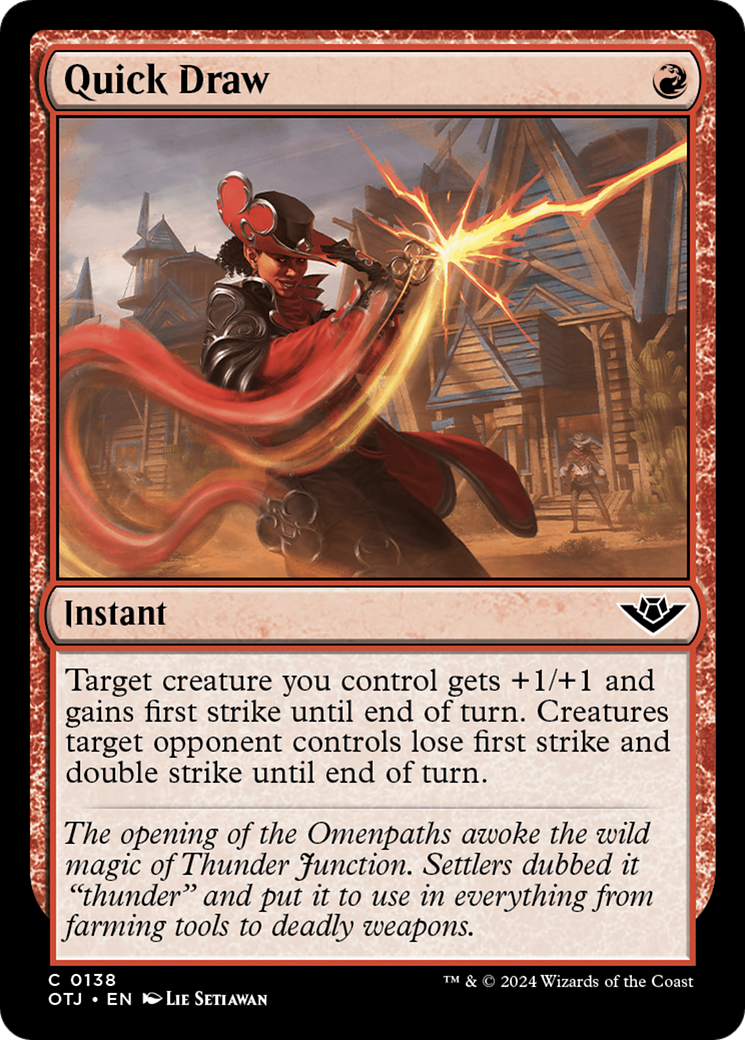 Quick Draw
Instant
Target creature you control gets +1/+1 and
gains first strike until end of turn. Creatures
target opponent controls lose first strike and
double strike until end of turn.
The opening of the Omenpaths awoke the wild
magic of Thunder Junction. Settlers dubbed it
“thunder” and put it to use in everything from
farming tools to deadly weapons.
C 0138
OTJ • EN Lie Setiawan
™ & © 2024 Wizards of the Coast